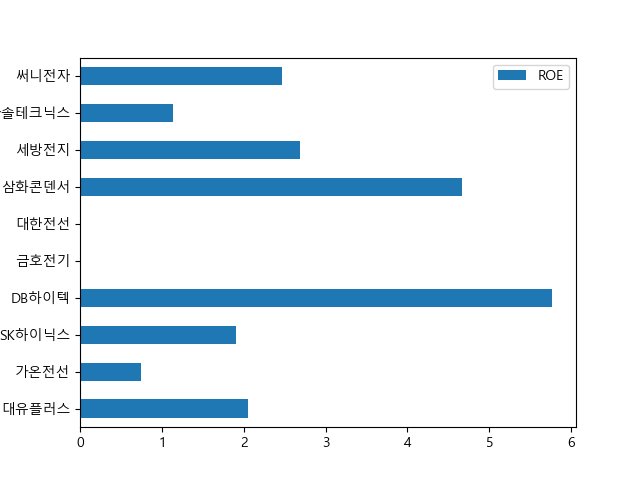 ROE
써니전자
솔테크닉스
세방전지
삼화콘덴서
대한전선
금호전기
DB하이텍
SK하이닉스
가온전선
대유플러스
0 1 2 3 4 5 6